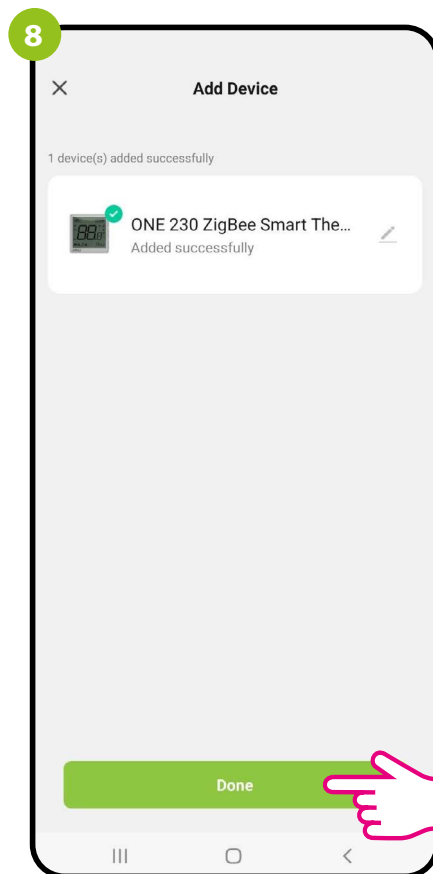 8
Add Device
1 device(s) added successfully
ONE 230 ZigBee Smart The...
Added successfully
Done